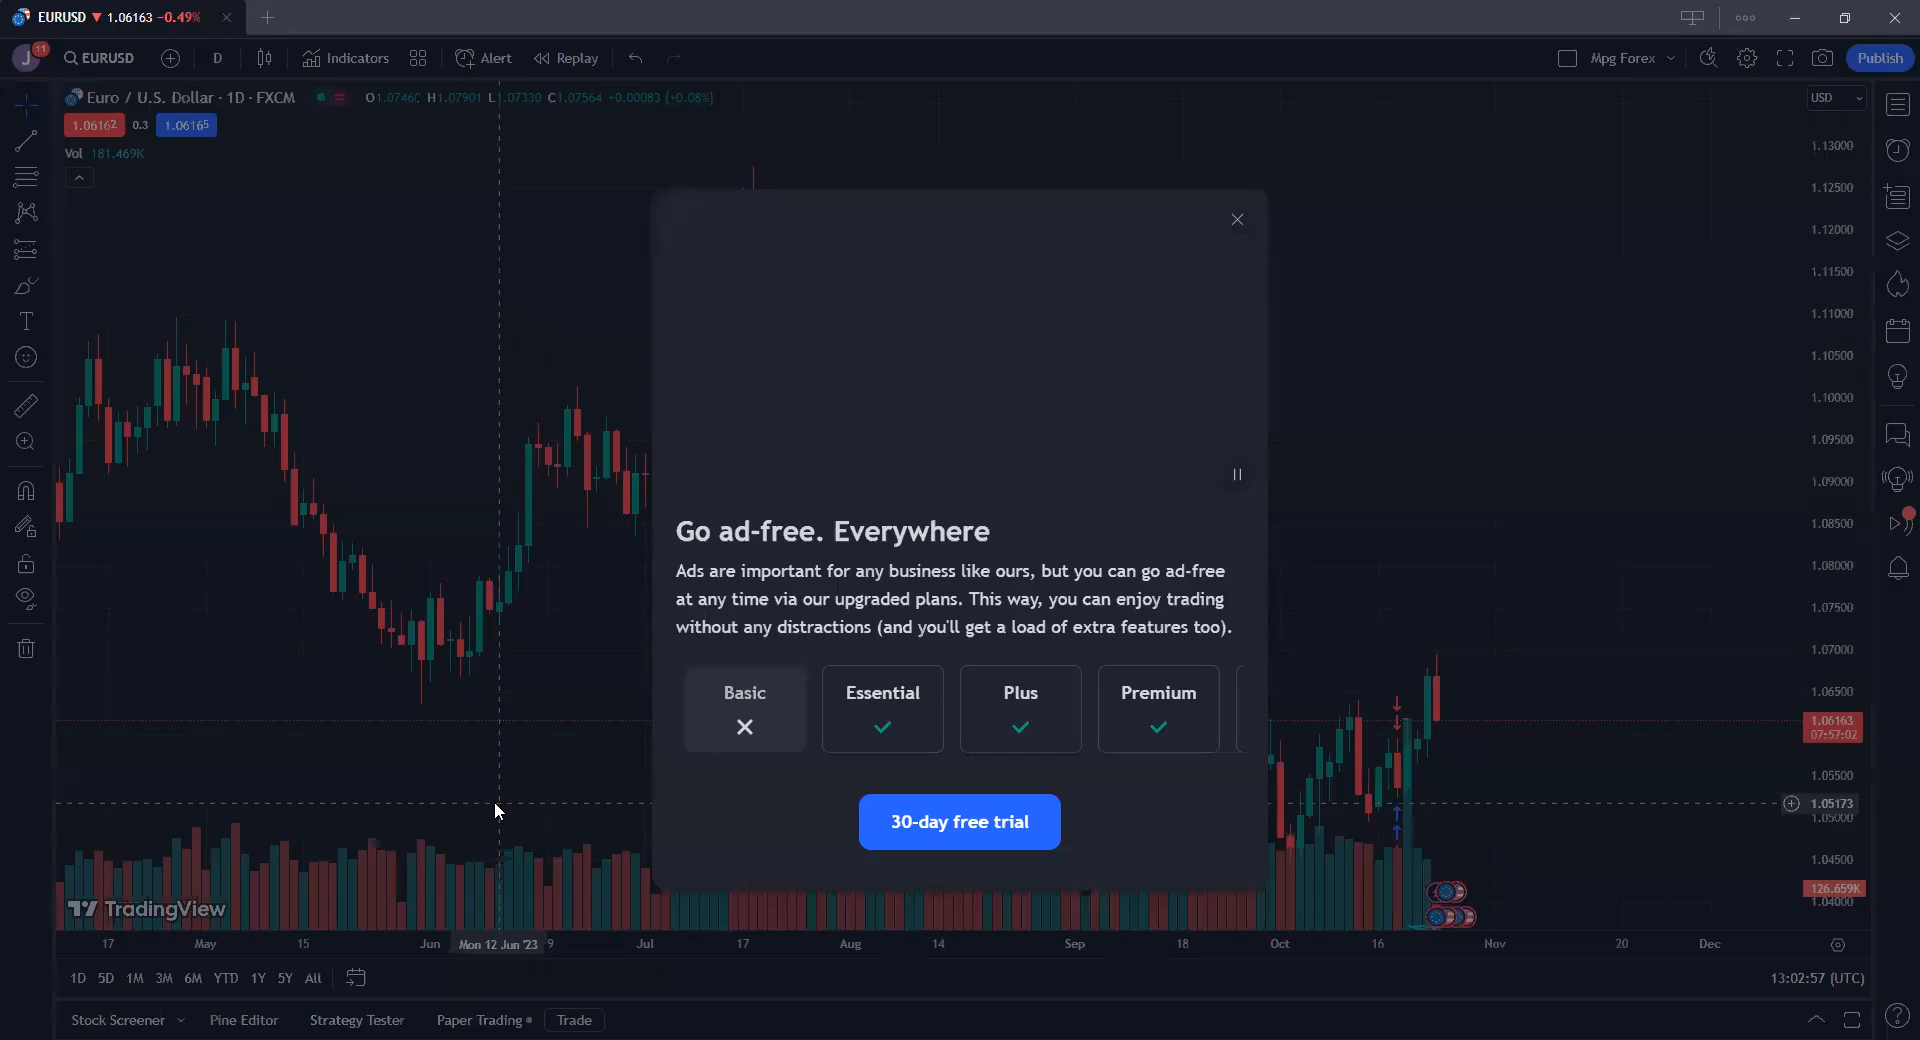 EURUSD ▼ 1.06163 −0.49%
J 11 EURUSD D Indicators Alert Replay Mpg Forex Publish
Euro / U.S. Dollar · 1D · FXCM O1.07460 H1.07901 L1.07330 C1.07564 +0.00083 (+0.08%)
USD
1.06162 0.3 1.06165
Vol 181.469K
1.13000
1.12500
1.12000
1.11500
1.11000
1.10500
1.10000
1.09500
1.09000
1.08500
1.08000
1.07500
1.07000
1.06500
1.06163
07:57:02
1.05500
1.05173
1.05000
1.04500
126.659K
1.04000
Go ad-free. Everywhere
Ads are important for any business like ours, but you can go ad-free
at any time via our upgraded plans. This way, you can enjoy trading
without any distractions (and you'll get a load of extra features too).
Basic Essential Plus Premium
30-day free trial
TradingView
17 May 15 Jun Mon 12 Jun '23 9 Jul 17 Aug 14 Sep 18 Oct 16 Nov 20 Dec
1D 5D 1M 3M 6M YTD 1Y 5Y All 13:02:57 (UTC)
Stock Screener Pine Editor Strategy Tester Paper Trading Trade